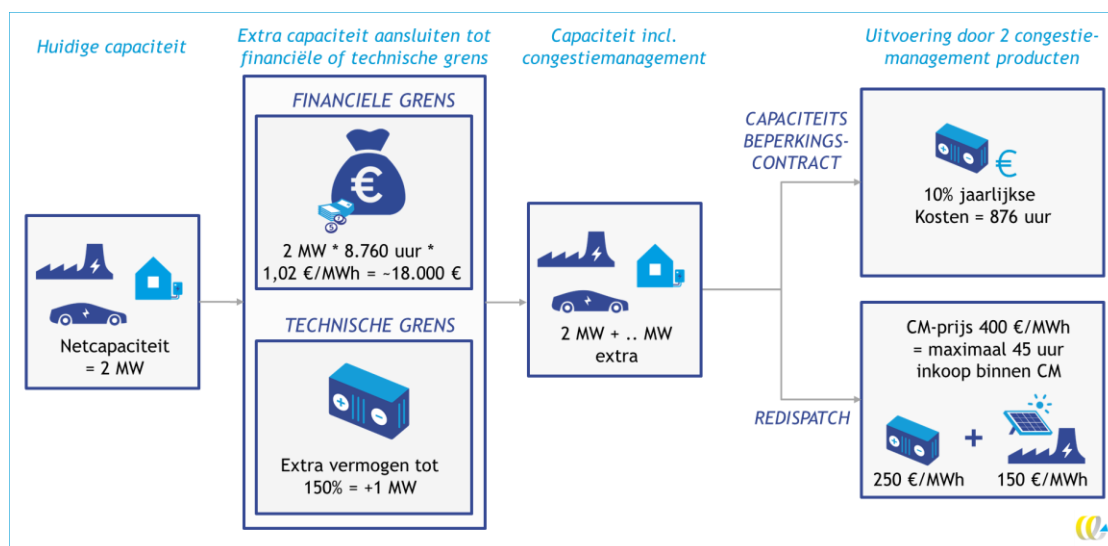 Huidige capaciteit
Extra capaciteit aansluiten tot
financiële of technische grens
Capaciteit incl.
congestiemanagement
Uitvoering door 2 congestie-
management producten
FINANCIELE GRENS
€
2 MW * 8.760 uur *
1,02 €/MWh = ~18.000 €
Netcapaciteit
= 2 MW
TECHNISCHE GRENS
Extra vermogen tot
150% = +1 MW
2 MW + .. MW
extra
CAPACITEITS
BEPERKINGS-
CONTRACT
€
10% jaarlijkse
Kosten = 876 uur
REDISPATCH
CM-prijs 400 €/MWh
= maximaal 45 uur
inkoop binnen CM
+
250 €/MWh
150 €/MWh